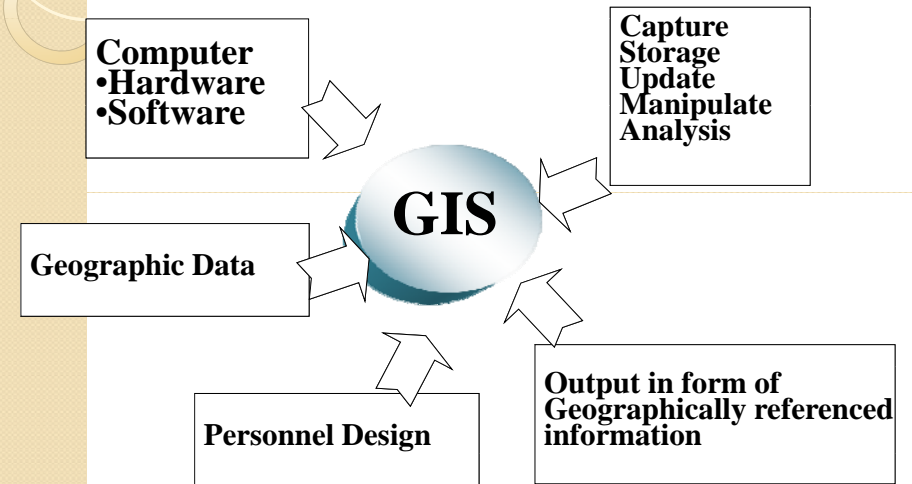 Computer
•Hardware
•Software
Capture
Storage
Update
Manipulate
Analysis
GIS
Geographic Data
Personnel Design
Output in form of
Geographically referenced
information